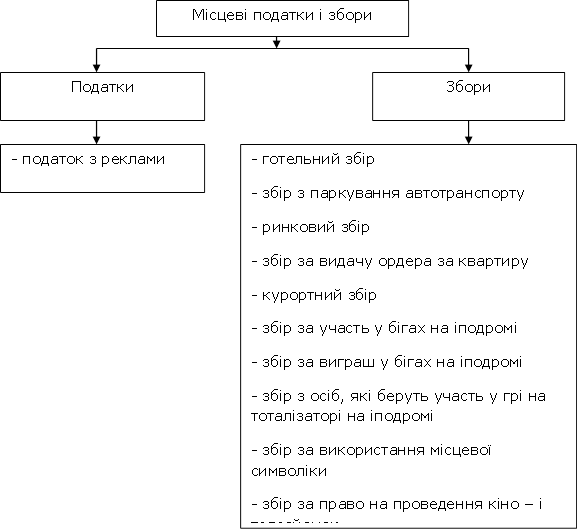 Місцеві податки і збори
Податки
Збори
- податок з реклами
- готельний збір
- збір з паркування автотранспорту
- ринковий збір
- збір за видачу ордера за квартиру
- курортний збір
- збір за участь у бігах на іподромі
- збір за виграш у бігах на іподромі
- збір з осіб, які беруть участь у грі на
тоталізаторі на іподромі
- збір за використання місцевої
символіки
- збір за право на проведення кіно – і